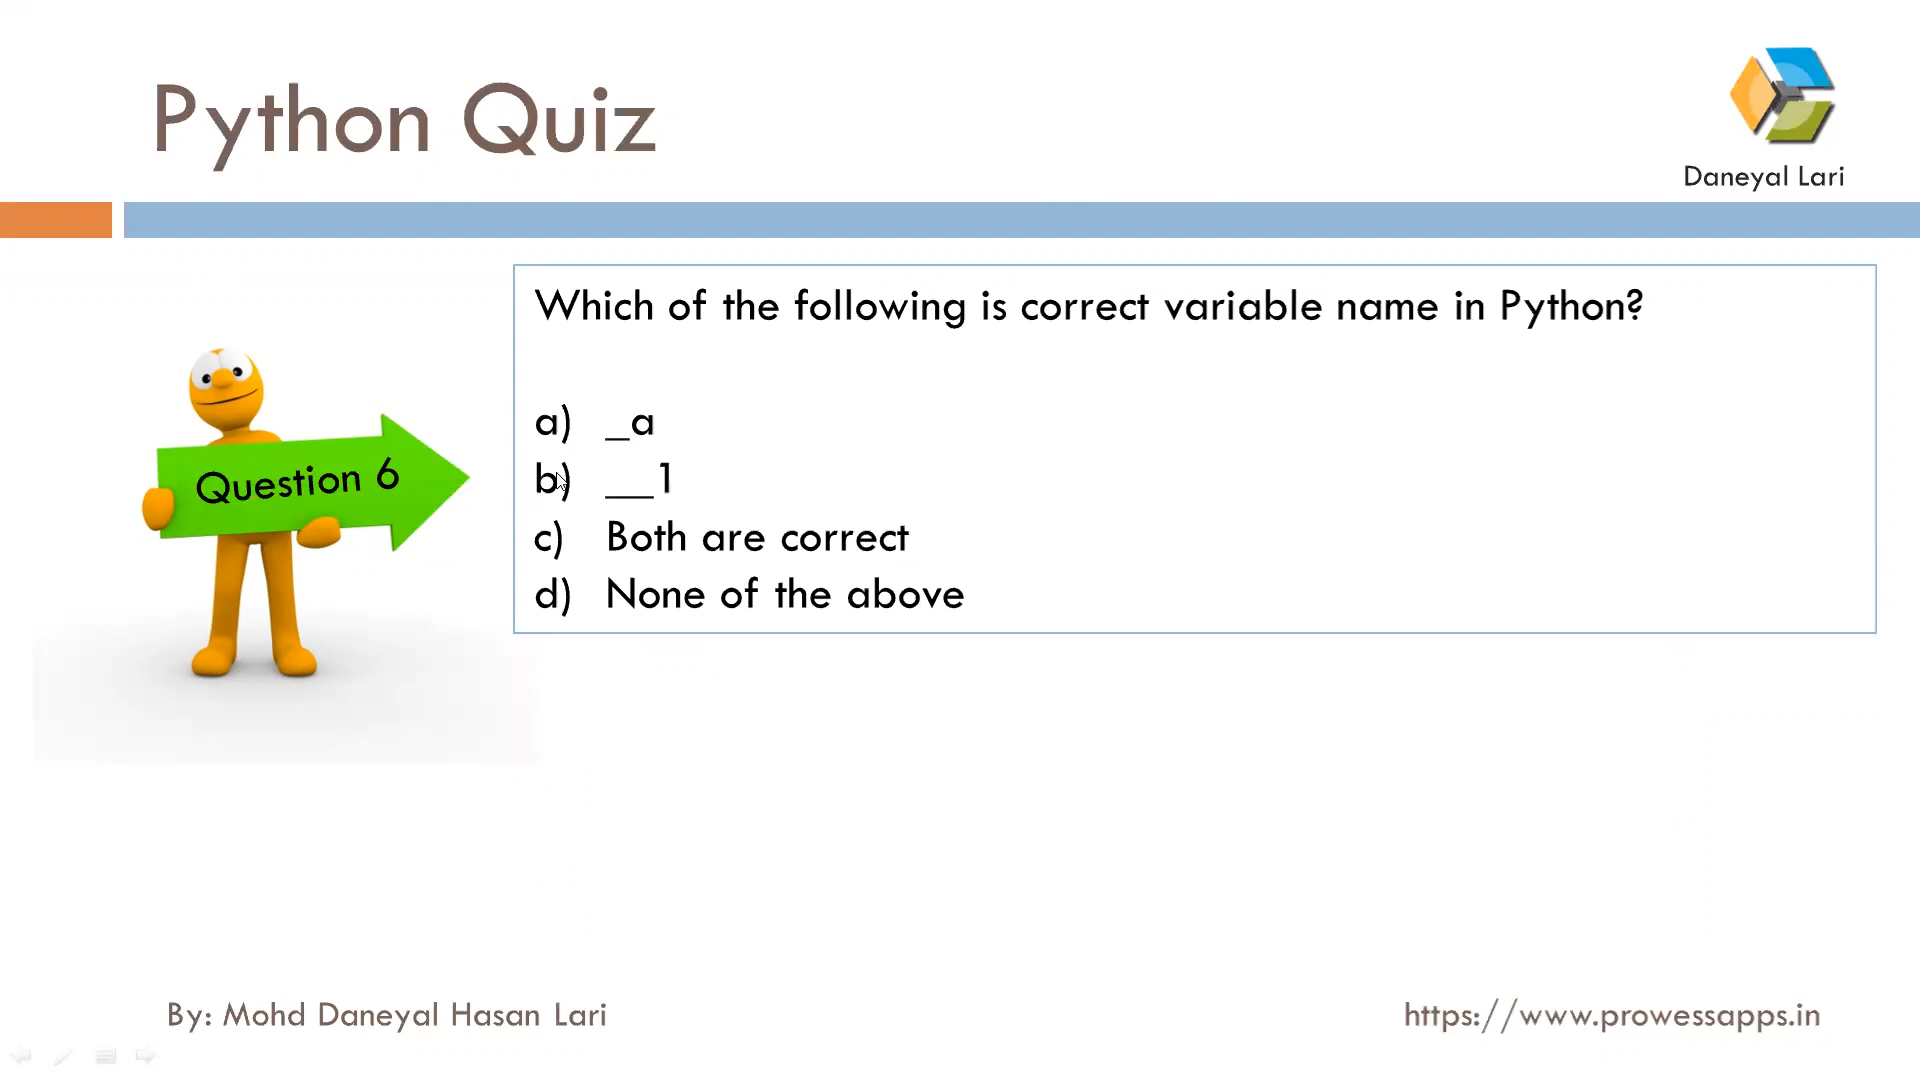 Python Quiz
Daneyal Lari
Which of the following is correct variable name in Python?
a) _a
b) __1
c) Both are correct
d) None of the above
Question 6
By: Mohd Daneyal Hasan Lari
https://www.prowessapps.in